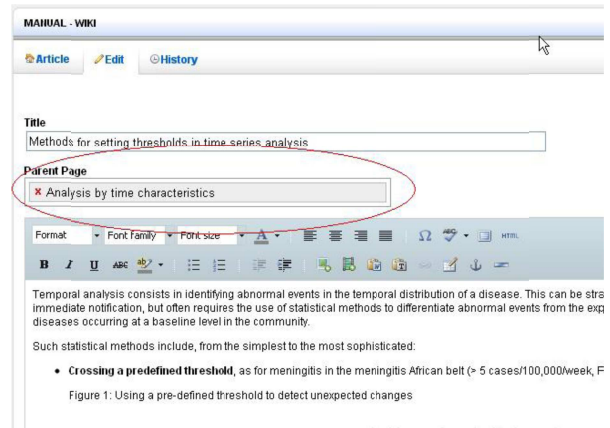 MANUAL - WIKI
Article Edit History
Title
Methods for setting thresholds in time series analysis
Parent Page
Analysis by time characteristics
Format Font family Font size A Ω ABC HTML
B I U ABC ab
Temporal analysis consists in identifying abnormal events in the temporal distribution of a disease. This can be stra
immediate notification, but often requires the use of statistical methods to differentiate abnormal events from the exp
diseases occurring at a baseline level in the community.
Such statistical methods include, from the simplest to the most sophisticated:
• Crossing a predefined threshold, as for meningitis in the meningitis African belt (> 5 cases/100,000/week, F
Figure 1: Using a pre-defined threshold to detect unexpected changes